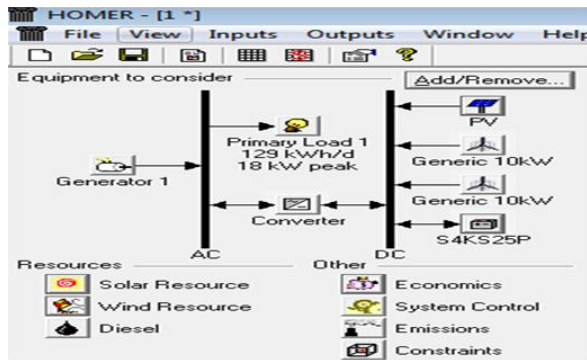 HOMER - [1 *]
File View Inputs Outputs Window Help
Equipment to consider
Add/Remove...
Primary Load 1
129 kWh/d
18 kW peak
Generator 1
Converter
PV
Generic 10kW
Generic 10kW
S4KS25P
AC
DC
Resources
Other
Solar Resource
Economics
Wind Resource
System Control
Diesel
Emissions
Constraints